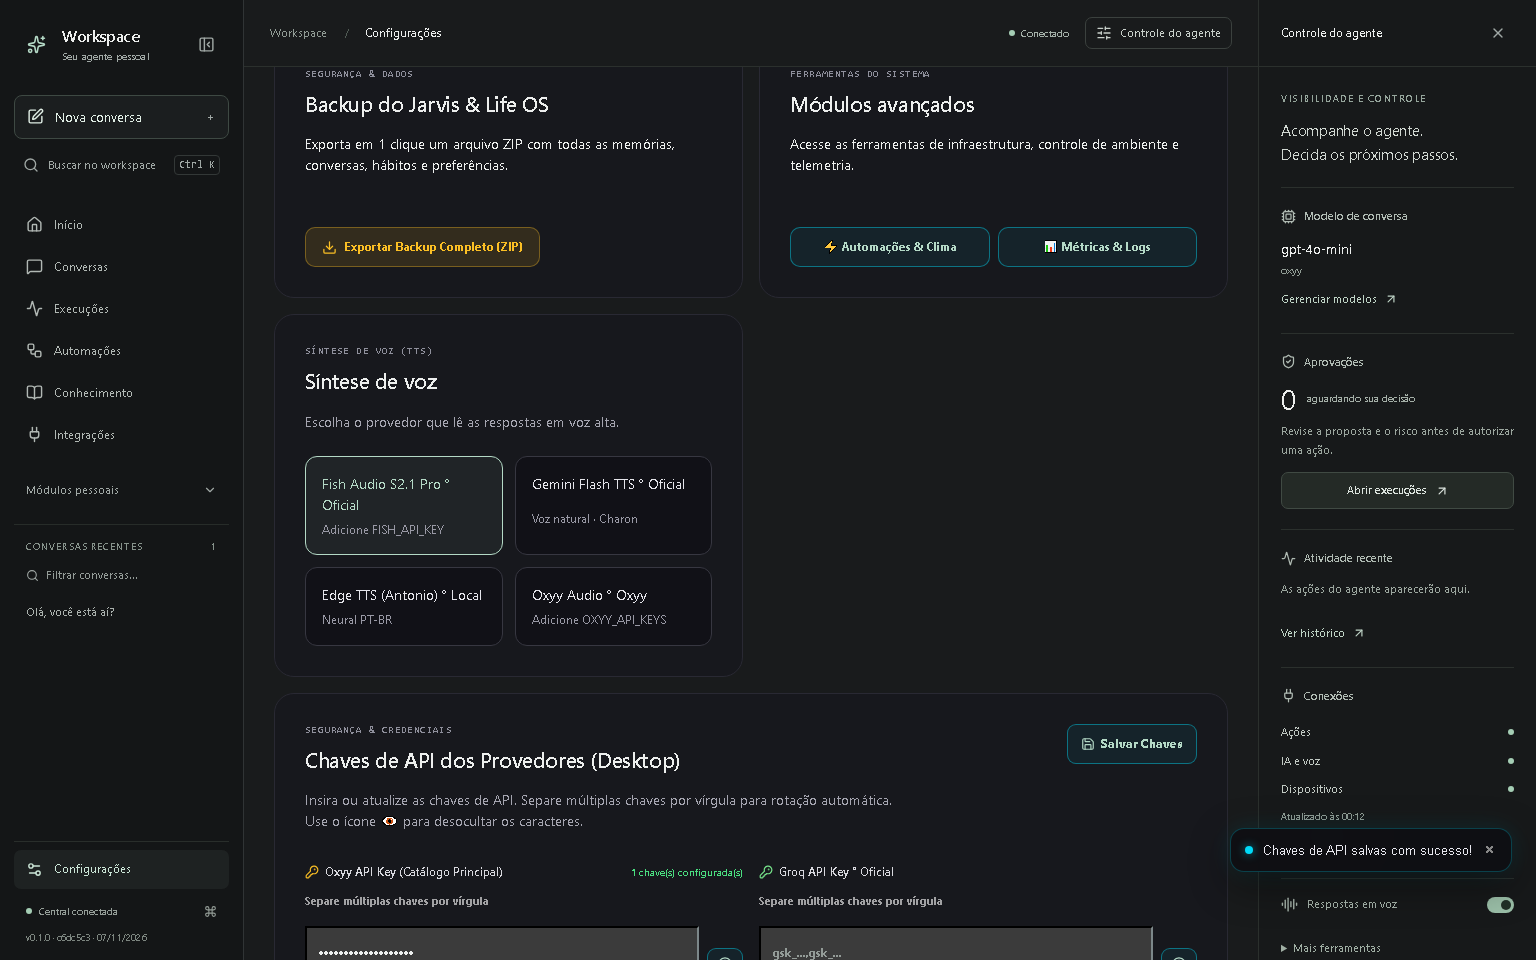 Workspace
Seu agente pessoal
Nova conversa +
Buscar no workspace Ctrl K
Início
Conversas
Execuções
Automações
Conhecimento
Integrações
Módulos pessoais
CONVERSAS RECENTES 1
Filtrar conversas...
Olá, você está aí?
Configurações
Central conectada
v0.1.0 · c6dc5c3 · 07/11/2026
Workspace / Configurações
Conectado
Controle do agente
SEGURANÇA & DADOS
Backup do Jarvis & Life OS
Exporta em 1 clique um arquivo ZIP com todas as memórias,
conversas, hábitos e preferências.
Exportar Backup Completo (ZIP)
FERRAMENTAS DO SISTEMA
Módulos avançados
Acesse as ferramentas de infraestrutura, controle de ambiente e
telemetria.
Automações & Clima
Métricas & Logs
SÍNTESE DE VOZ (TTS)
Síntese de voz
Escolha o provedor que lê as respostas em voz alta.
Fish Audio S2.1 Pro °
Oficial
Adicione FISH_API_KEY
Gemini Flash TTS ° Oficial
Voz natural · Charon
Edge TTS (Antonio) ° Local
Neural PT-BR
Oxyy Audio ° Oxyy
Adicione OXYY_API_KEYS
SEGURANÇA & CREDENCIAIS
Chaves de API dos Provedores (Desktop)
Salvar Chaves
Insira ou atualize as chaves de API. Separe múltiplas chaves por vírgula para rotação automática.
Use o ícone para desocultar os caracteres.
Oxyy API Key (Catálogo Principal) 1 chave(s) configurada(s)
Separe múltiplas chaves por vírgula
•••••••••••••••••••
Groq API Key ° Oficial
Separe múltiplas chaves por vírgula
gsk_...,gsk_...
Controle do agente
VISIBILIDADE E CONTROLE
Acompanhe o agente.
Decida os próximos passos.
Modelo de conversa
gpt-4o-mini
oxyy
Gerenciar modelos
Aprovações
0 aguardando sua decisão
Revise a proposta e o risco antes de autorizar
uma ação.
Abrir execuções
Atividade recente
As ações do agente aparecerão aqui.
Ver histórico
Conexões
Ações
IA e voz
Dispositivos
Atualizado às 00:12
Chaves de API salvas com sucesso!
Respostas em voz
Mais ferramentas